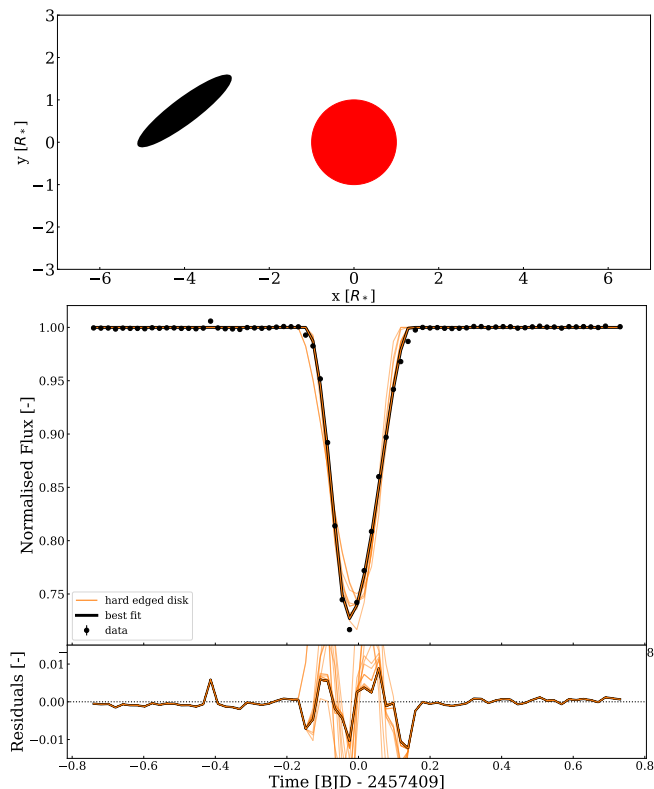 3
2
1
0
−1
−2
−3
y [R*]
−6 −4 −2 0 2 4 6
x [R*]
1.00
0.95
0.90
0.85
0.80
0.75
Normalised Flux [-]
hard edged disk
best fit
data
8
0.01
0.00
−0.01
Residuals [-]
−0.8 −0.6 −0.4 −0.2 0.0 0.2 0.4 0.6 0.8
Time [BJD - 2457409]